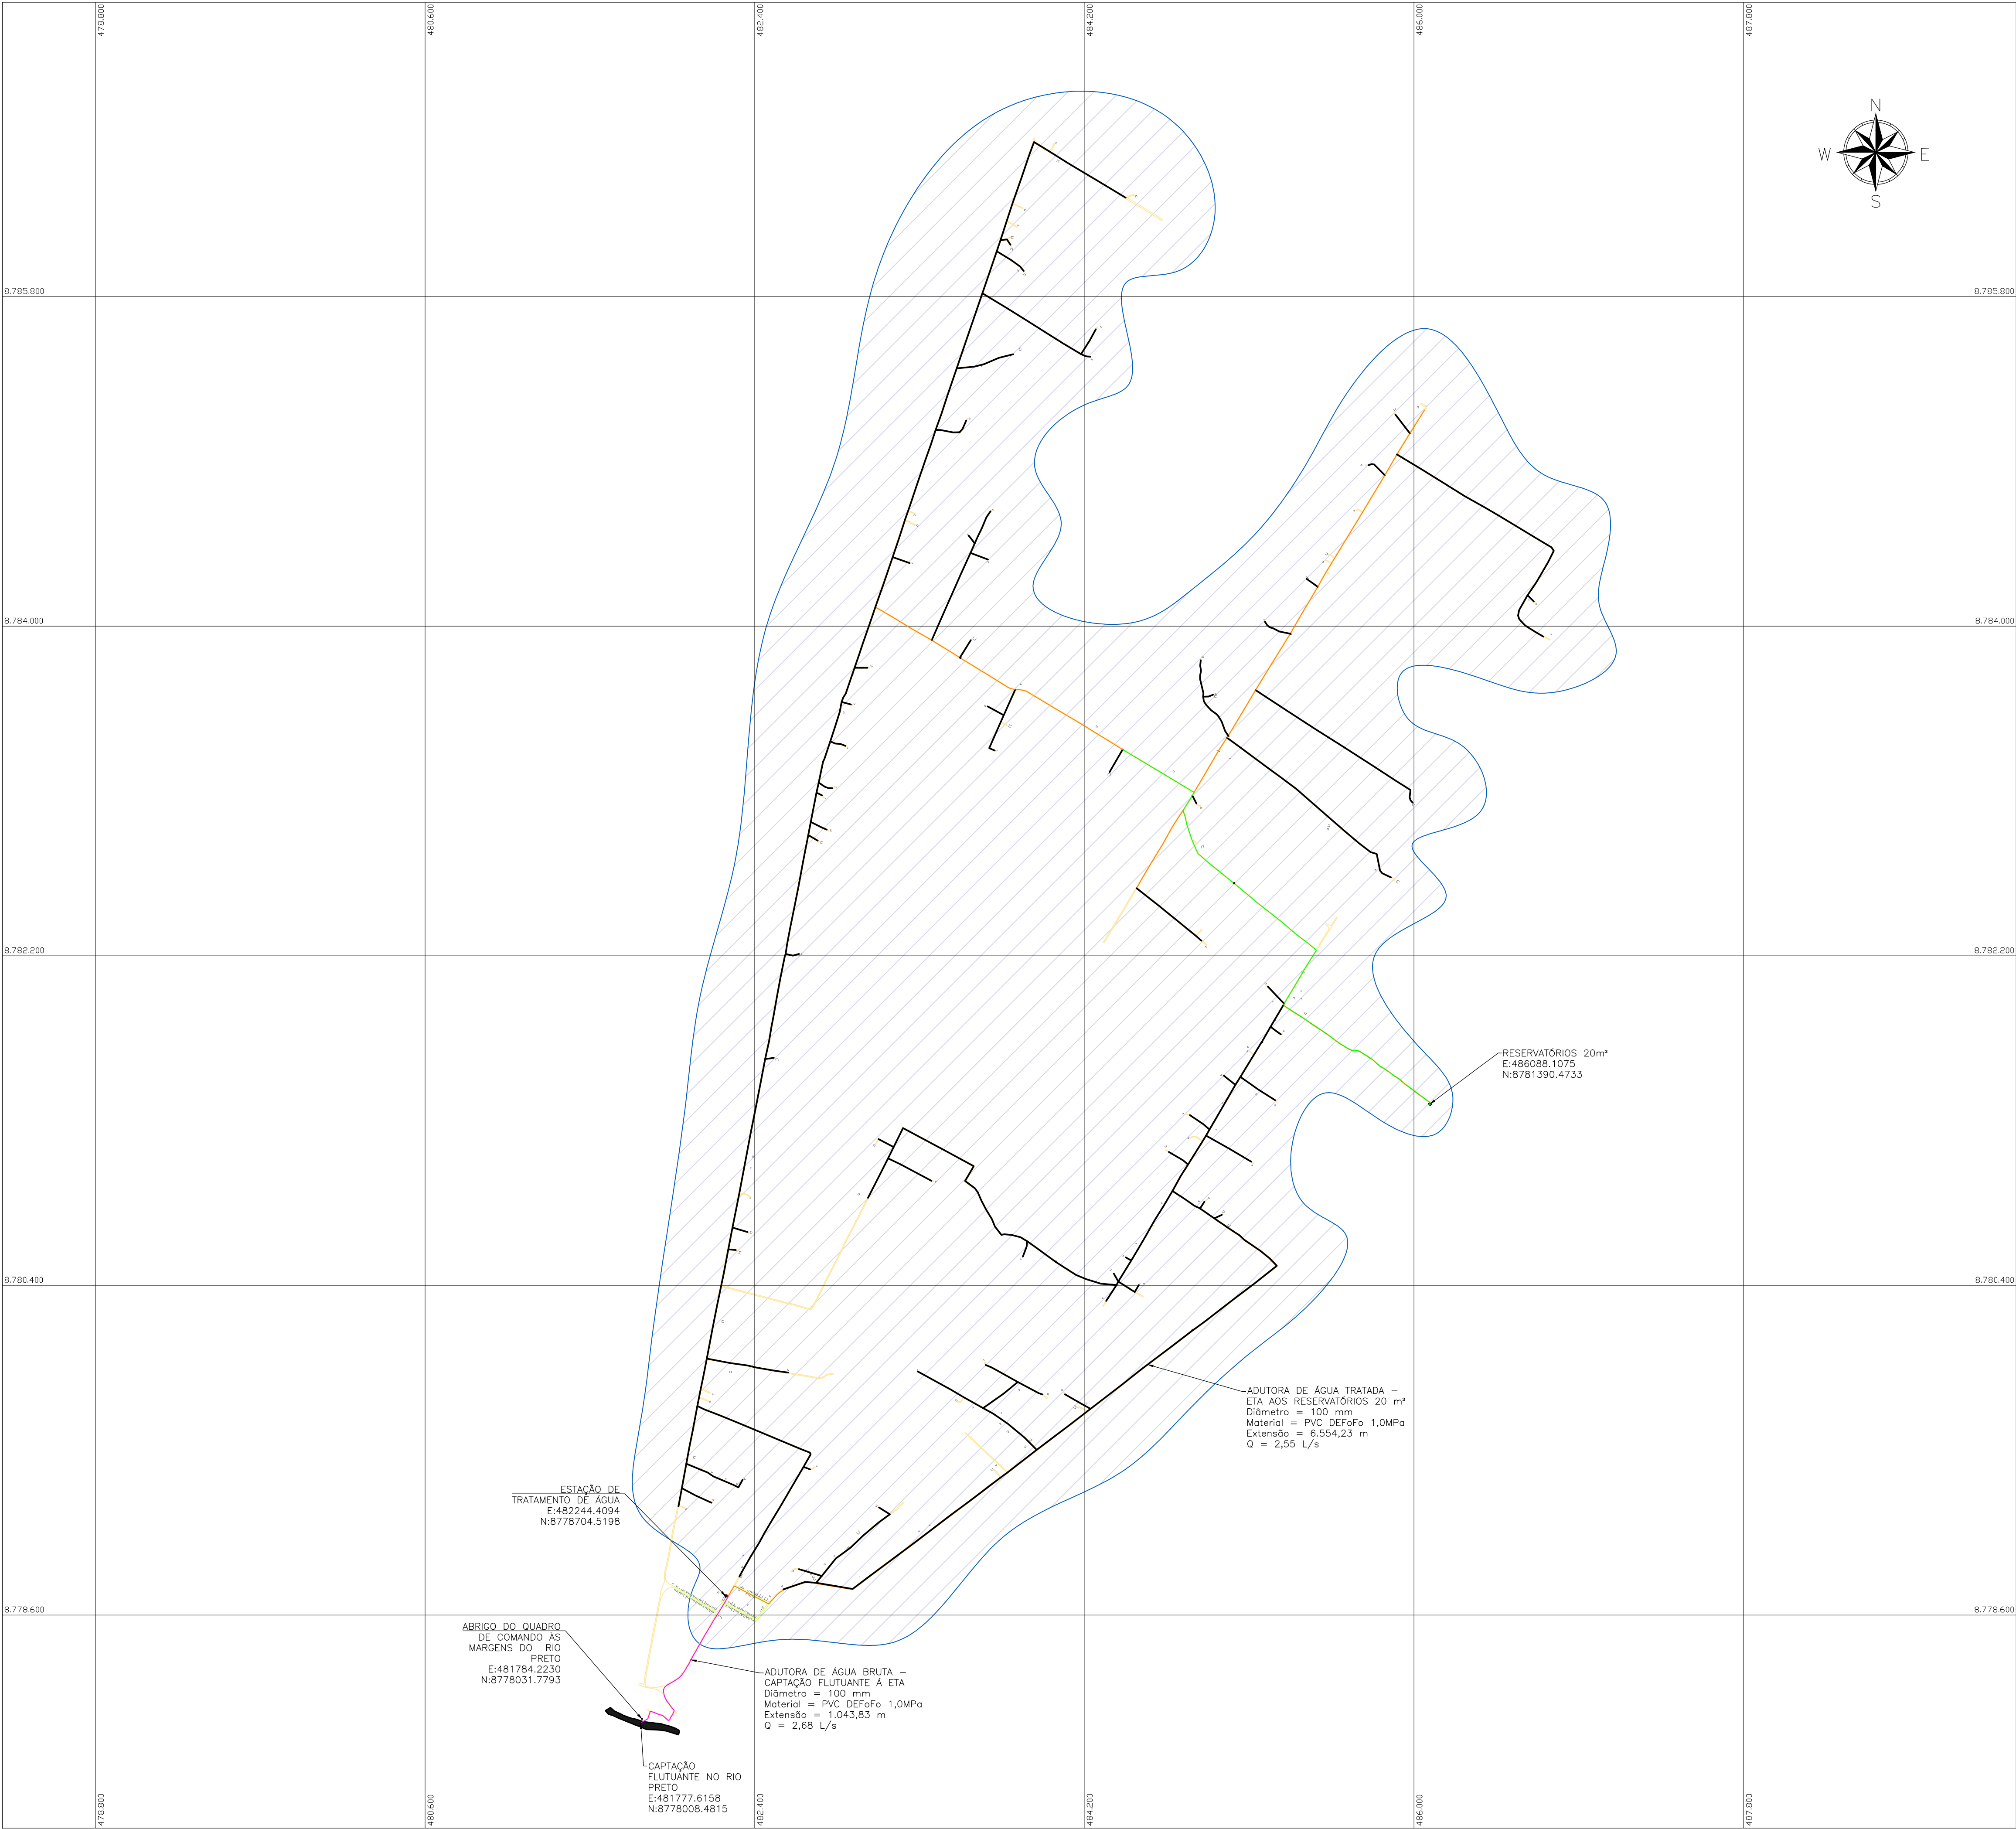 478.800
480.600
482.400
484.200
486.000
487.800
N
W
E
S
8.785.800
8.785.800
8.784.000
8.784.000
8.782.200
8.782.200
RESERVATÓRIOS 20m³
E:486088.1075
N:8781390.4733
8.780.400
8.780.400
ADUTORA DE ÁGUA TRATADA –
ETA AOS RESERVATÓRIOS 20 m³
Diâmetro = 100 mm
Material = PVC DEFoFo 1,0MPa
Extensão = 6.554,23 m
Q = 2,55 L/s
ESTAÇÃO DE
TRATAMENTO DE ÁGUA
E:482244.4094
N:8778704.5198
8.778.600
8.778.600
ABRIGO DO QUADRO
DE COMANDO ÀS
MARGENS DO RIO
PRETO
E:481784.2230
N:8778031.7793
ADUTORA DE ÁGUA BRUTA –
CAPTAÇÃO FLUTUANTE Á ETA
Diâmetro = 100 mm
Material = PVC DEFoFo 1,0MPa
Extensão = 1.043,83 m
Q = 2,68 L/s
CAPTAÇÃO
FLUTUANTE NO RIO
PRETO
E:481777.6158
N:8778008.4815
478.800
480.600
482.400
484.200
486.000
487.800